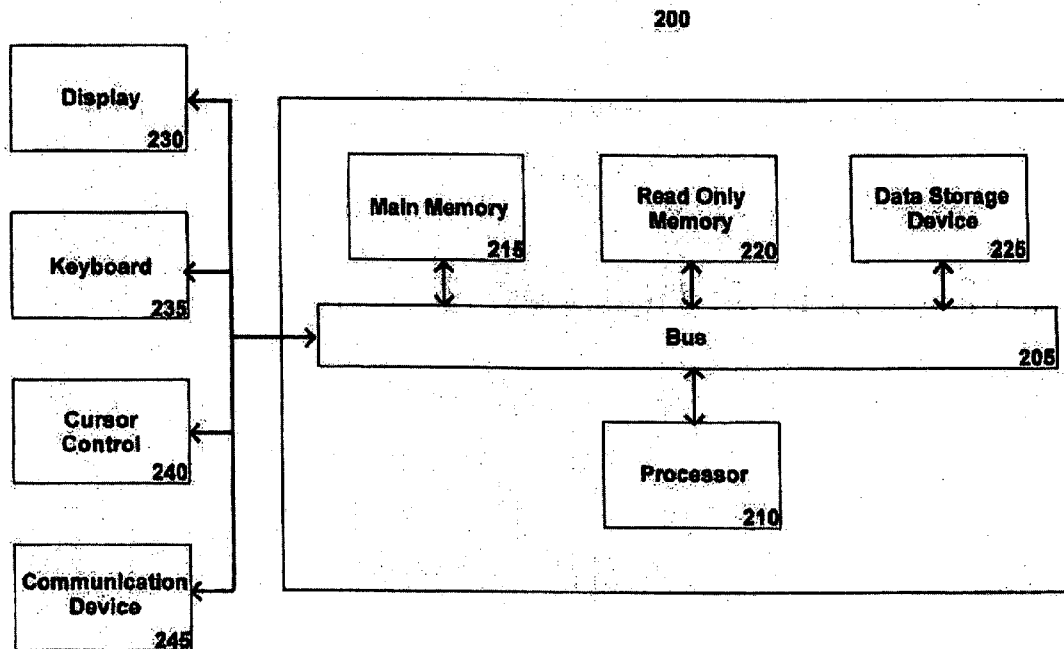 200
Display
230
Keyboard
235
Cursor
Control
240
Communication
Device
245
Main Memory
215
Read Only
Memory
220
Data Storage
Device
225
Bus
205
Processor
210